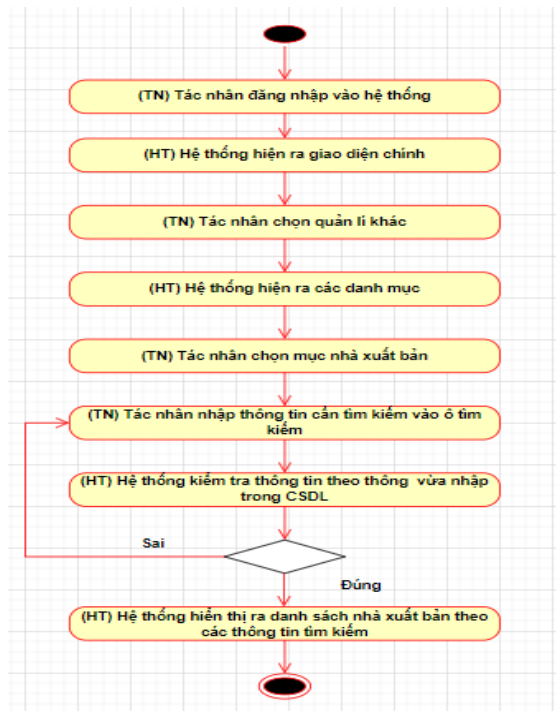 (TN) Tác nhân đăng nhập vào hệ thống
(HT) Hệ thống hiện ra giao diện chính
(TN) Tác nhân chọn quản lí khác
(HT) Hệ thống hiện ra các danh mục
(TN) Tác nhân chọn mục nhà xuất bản
(TN) Tác nhân nhập thông tin cần tìm kiếm vào ô tìm
kiếm
(HT) Hệ thống kiểm tra thông tin theo thông vừa nhập
trong CSDL
Sai
Đúng
(HT) Hệ thống hiển thị ra danh sách nhà xuất bản theo
các thông tin tìm kiếm